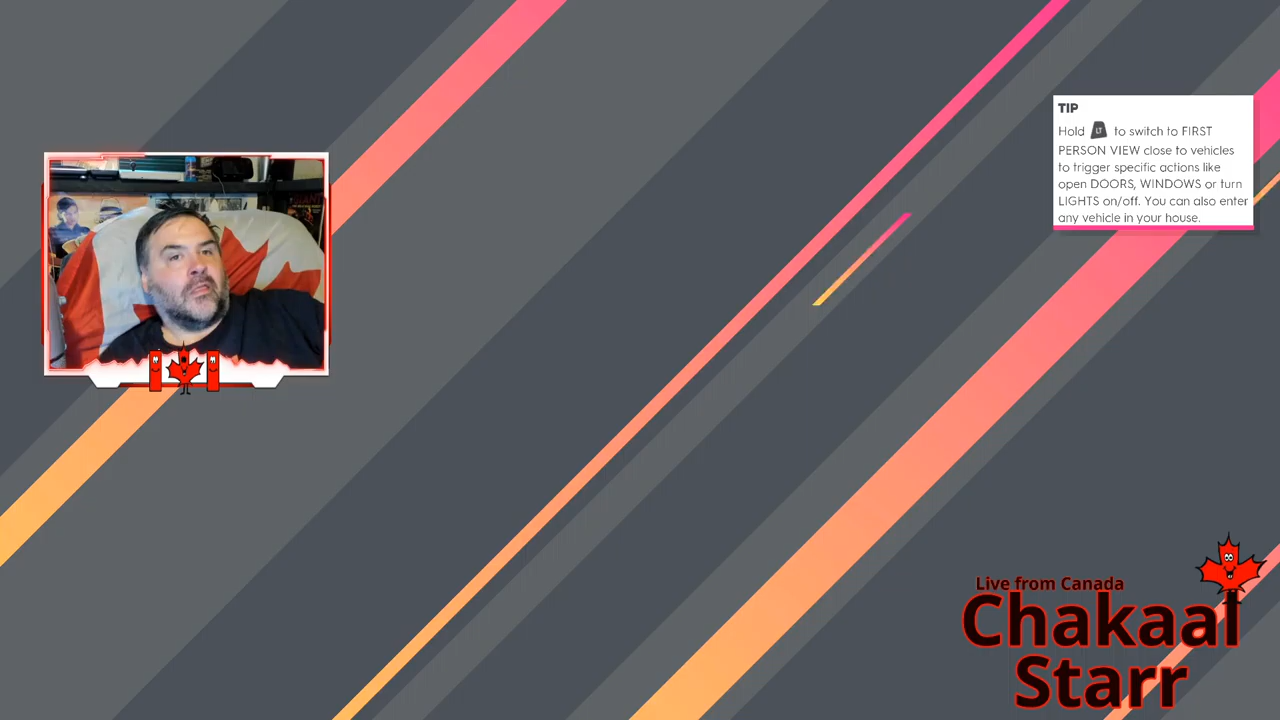 TIP
Hold LT to switch to FIRST
PERSON VIEW close to vehicles
to trigger specific actions like
open DOORS, WINDOWS or turn
LIGHTS on/off. You can also enter
any vehicle in your house.
Live from Canada
Chakaal
Starr